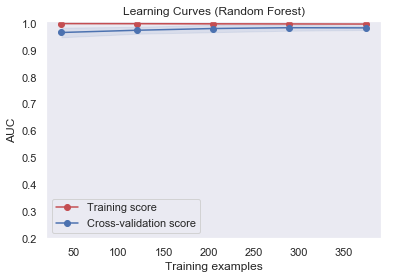 Learning Curves (Random Forest)
1.0
0.9
0.8
0.7
0.6
0.5
0.4
0.3
0.2
AUC
Training score
Cross-validation score
50 100 150 200 250 300 350
Training examples